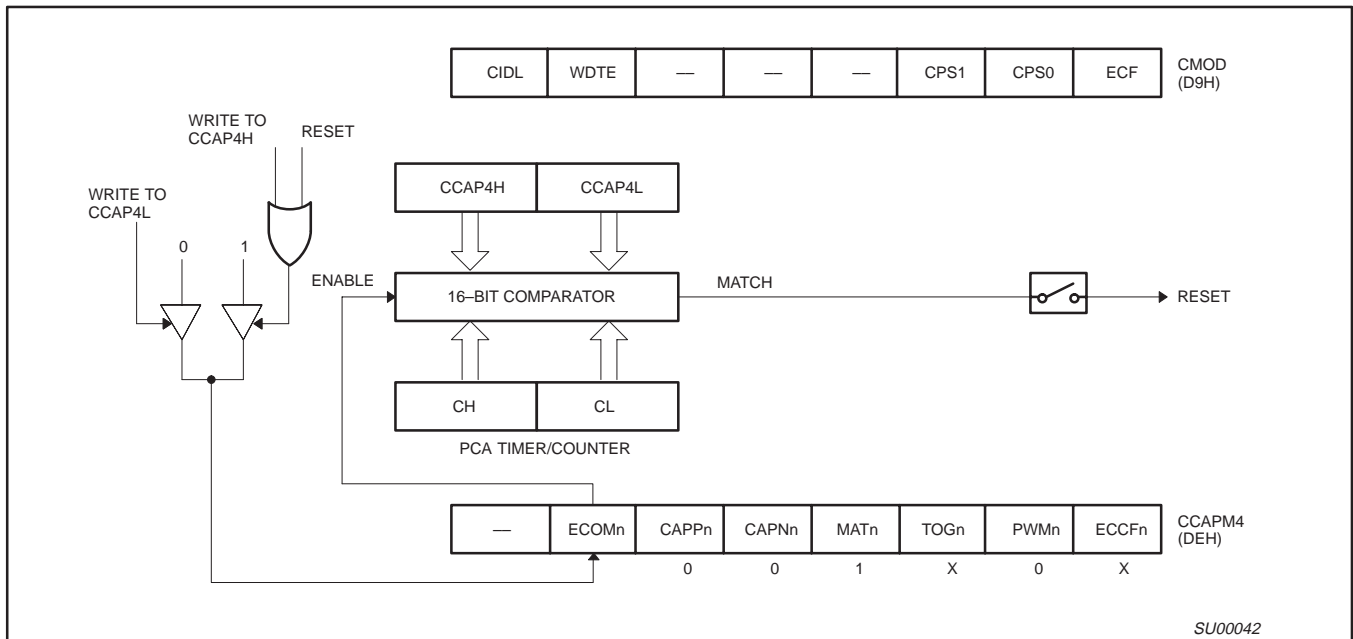 CIDL WDTE — — — CPS1 CPS0 ECF
CMOD
(D9H)
WRITE TO
CCAP4H
RESET
WRITE TO
CCAP4L
0 1
CCAP4H CCAP4L
ENABLE
16–BIT COMPARATOR
MATCH
RESET
CH CL
PCA TIMER/COUNTER
— ECOMn CAPPn CAPNn MATn TOGn PWMn ECCFn
CCAPM4
(DEH)
0 0 1 X 0 X
SU00042